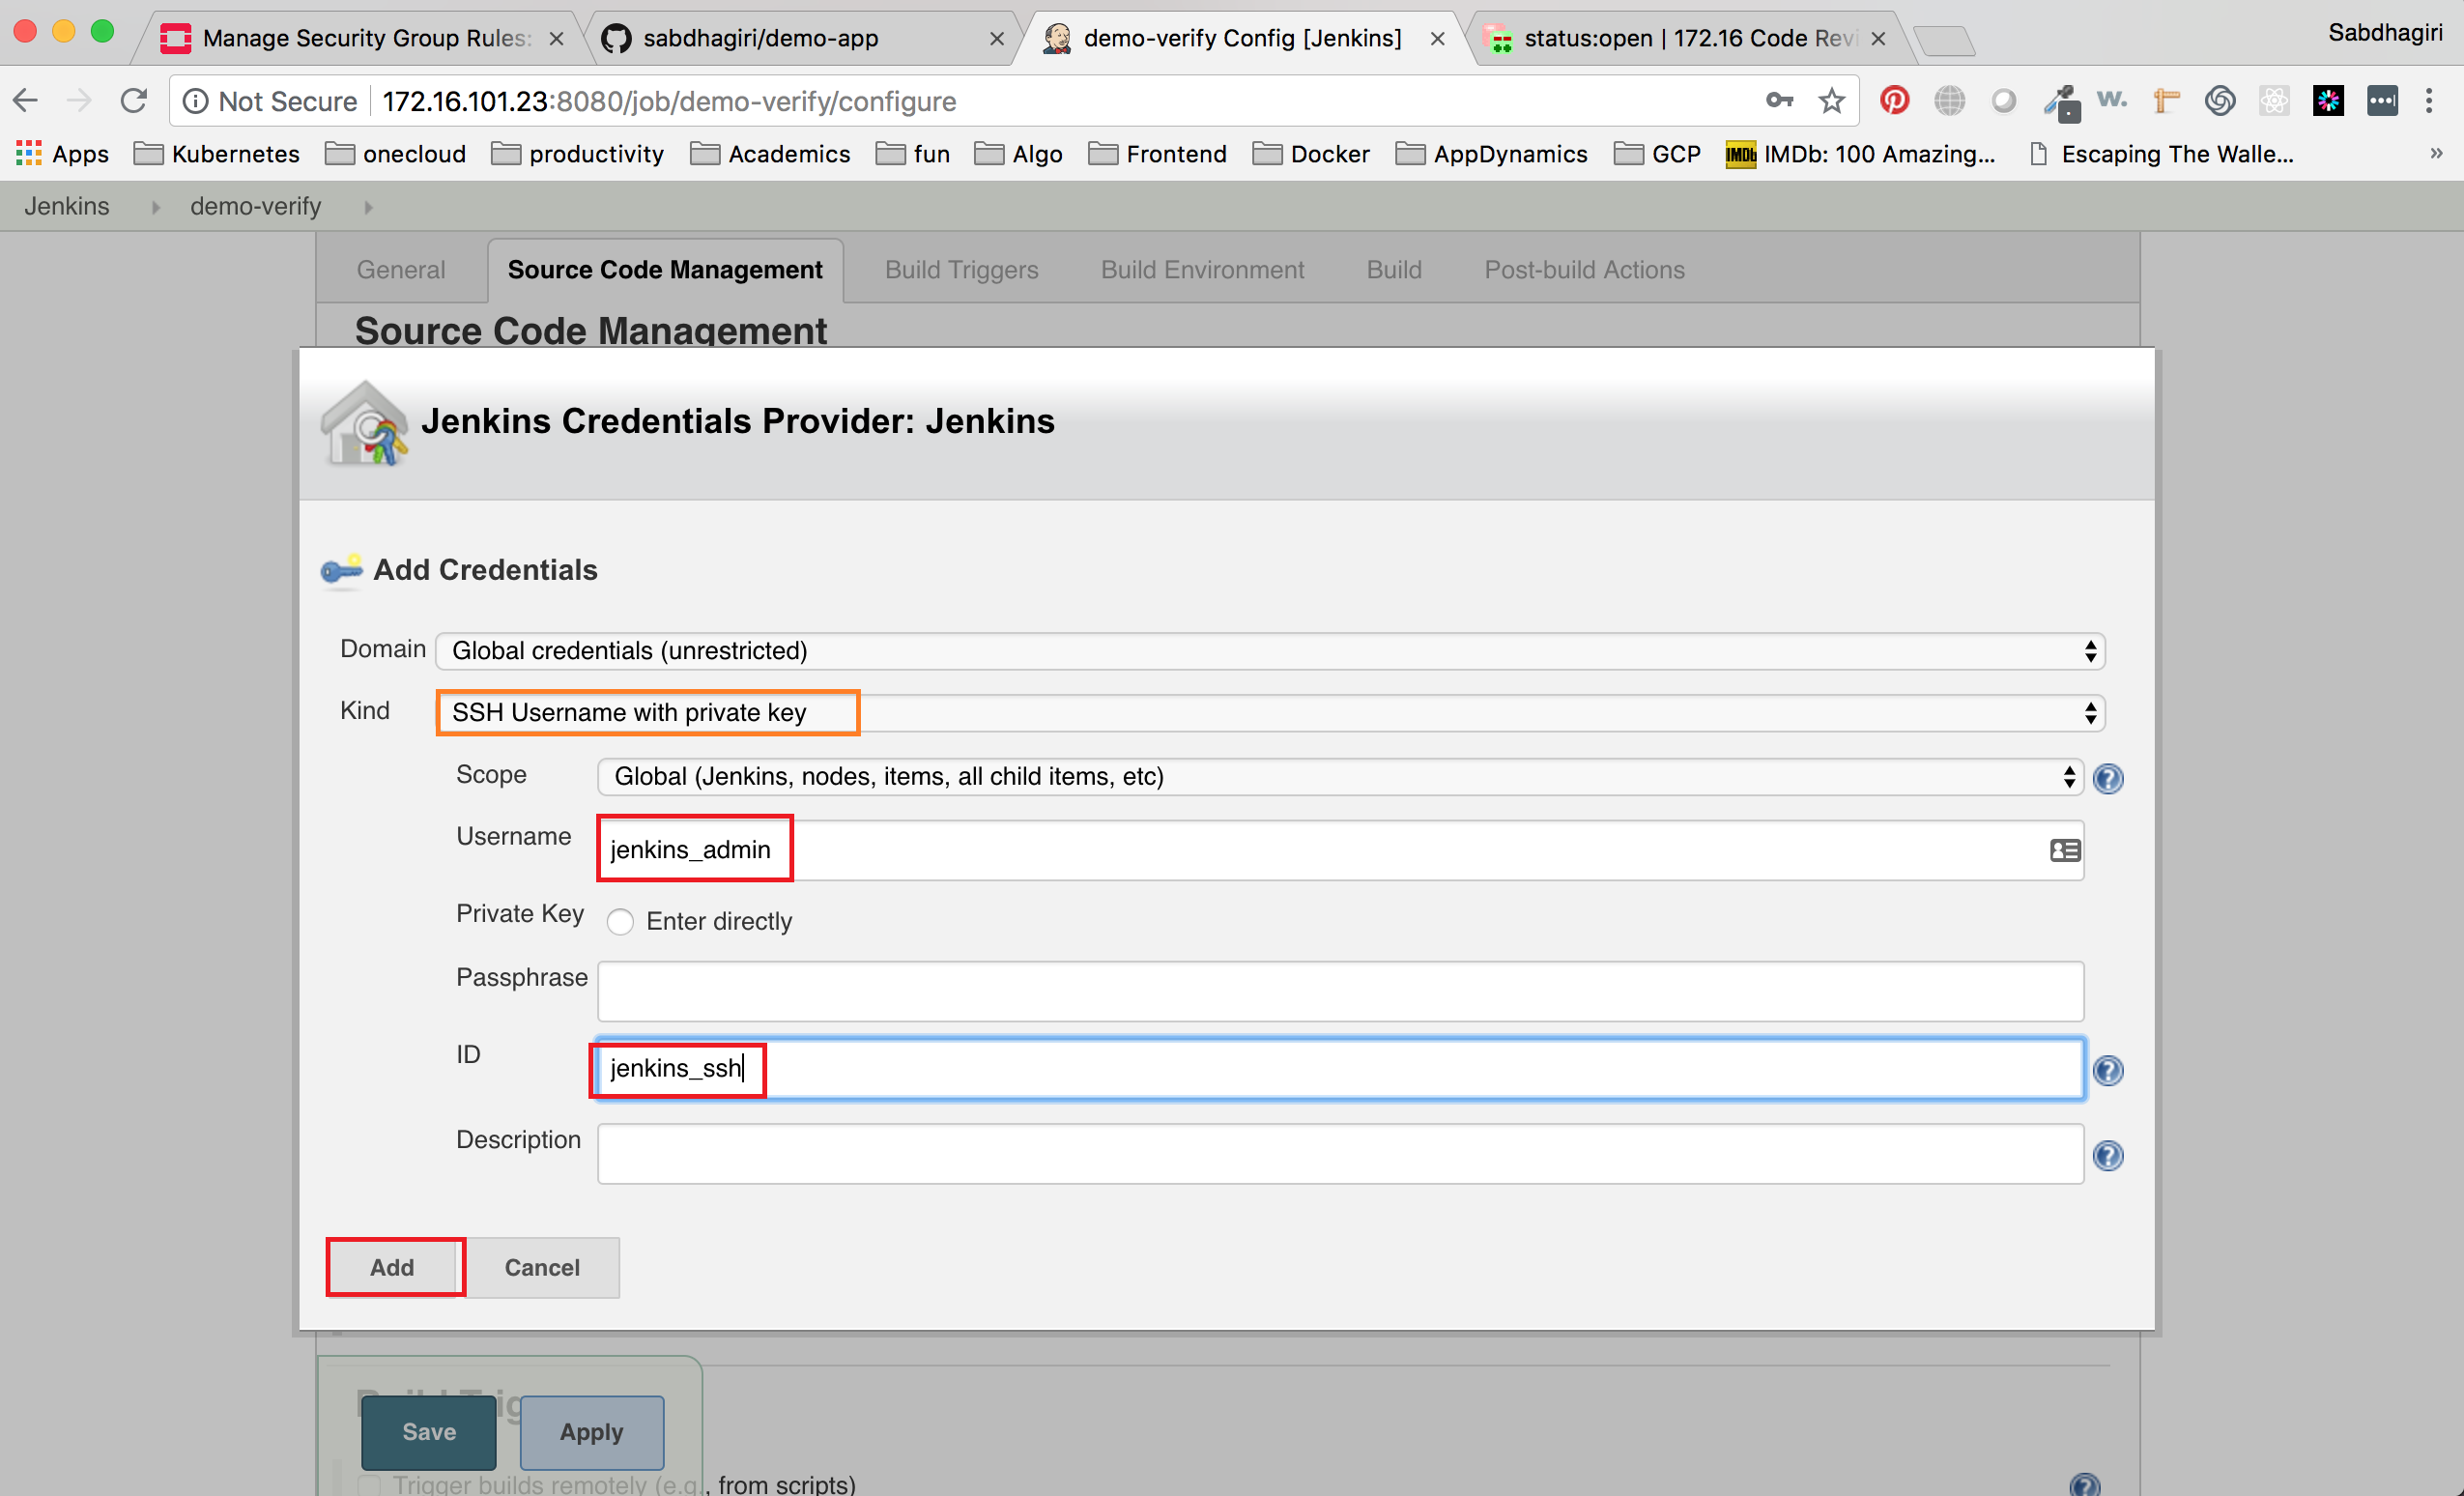 Manage Security Group Rules:
sabdhagiri/demo-app
demo-verify Config [Jenkins]
status:open | 172.16 Code Revi
Sabdhagiri
Not Secure
172.16.101.23:8080/job/demo-verify/configure
w.
Apps
Kubernetes
onecloud
productivity
Academics
fun
Algo
Frontend
Docker
AppDynamics
GCP
IMDb
IMDb: 100 Amazing...
Escaping The Walle...
»
Jenkins
demo-verify
General
Source Code Management
Build Triggers
Build Environment
Build
Post-build Actions
Source Code Management
Jenkins Credentials Provider: Jenkins
Add Credentials
Domain
Global credentials (unrestricted)
Kind
SSH Username with private key
Scope
Global (Jenkins, nodes, items, all child items, etc)
Username
jenkins_admin
Private Key
Enter directly
Passphrase
ID
jenkins_ssh
Description
Add
Cancel
Save
Apply
Trigger builds remotely (e.g., from scripts)